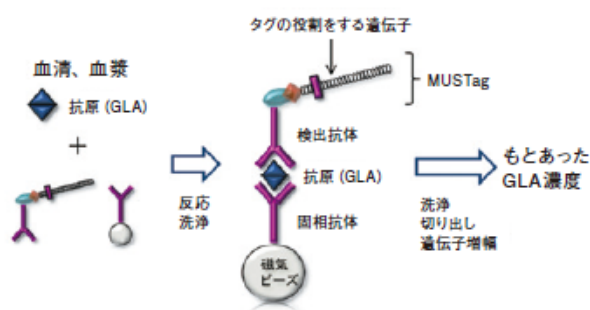 タグの役割をする遺伝子
血清、血漿
抗原 (GLA)
+
反応
洗浄
MUSTag
検出抗体
抗原 (GLA)
固相抗体
磁気
ビーズ
洗浄
切り出し
遺伝子増幅
もとあった
GLA濃度